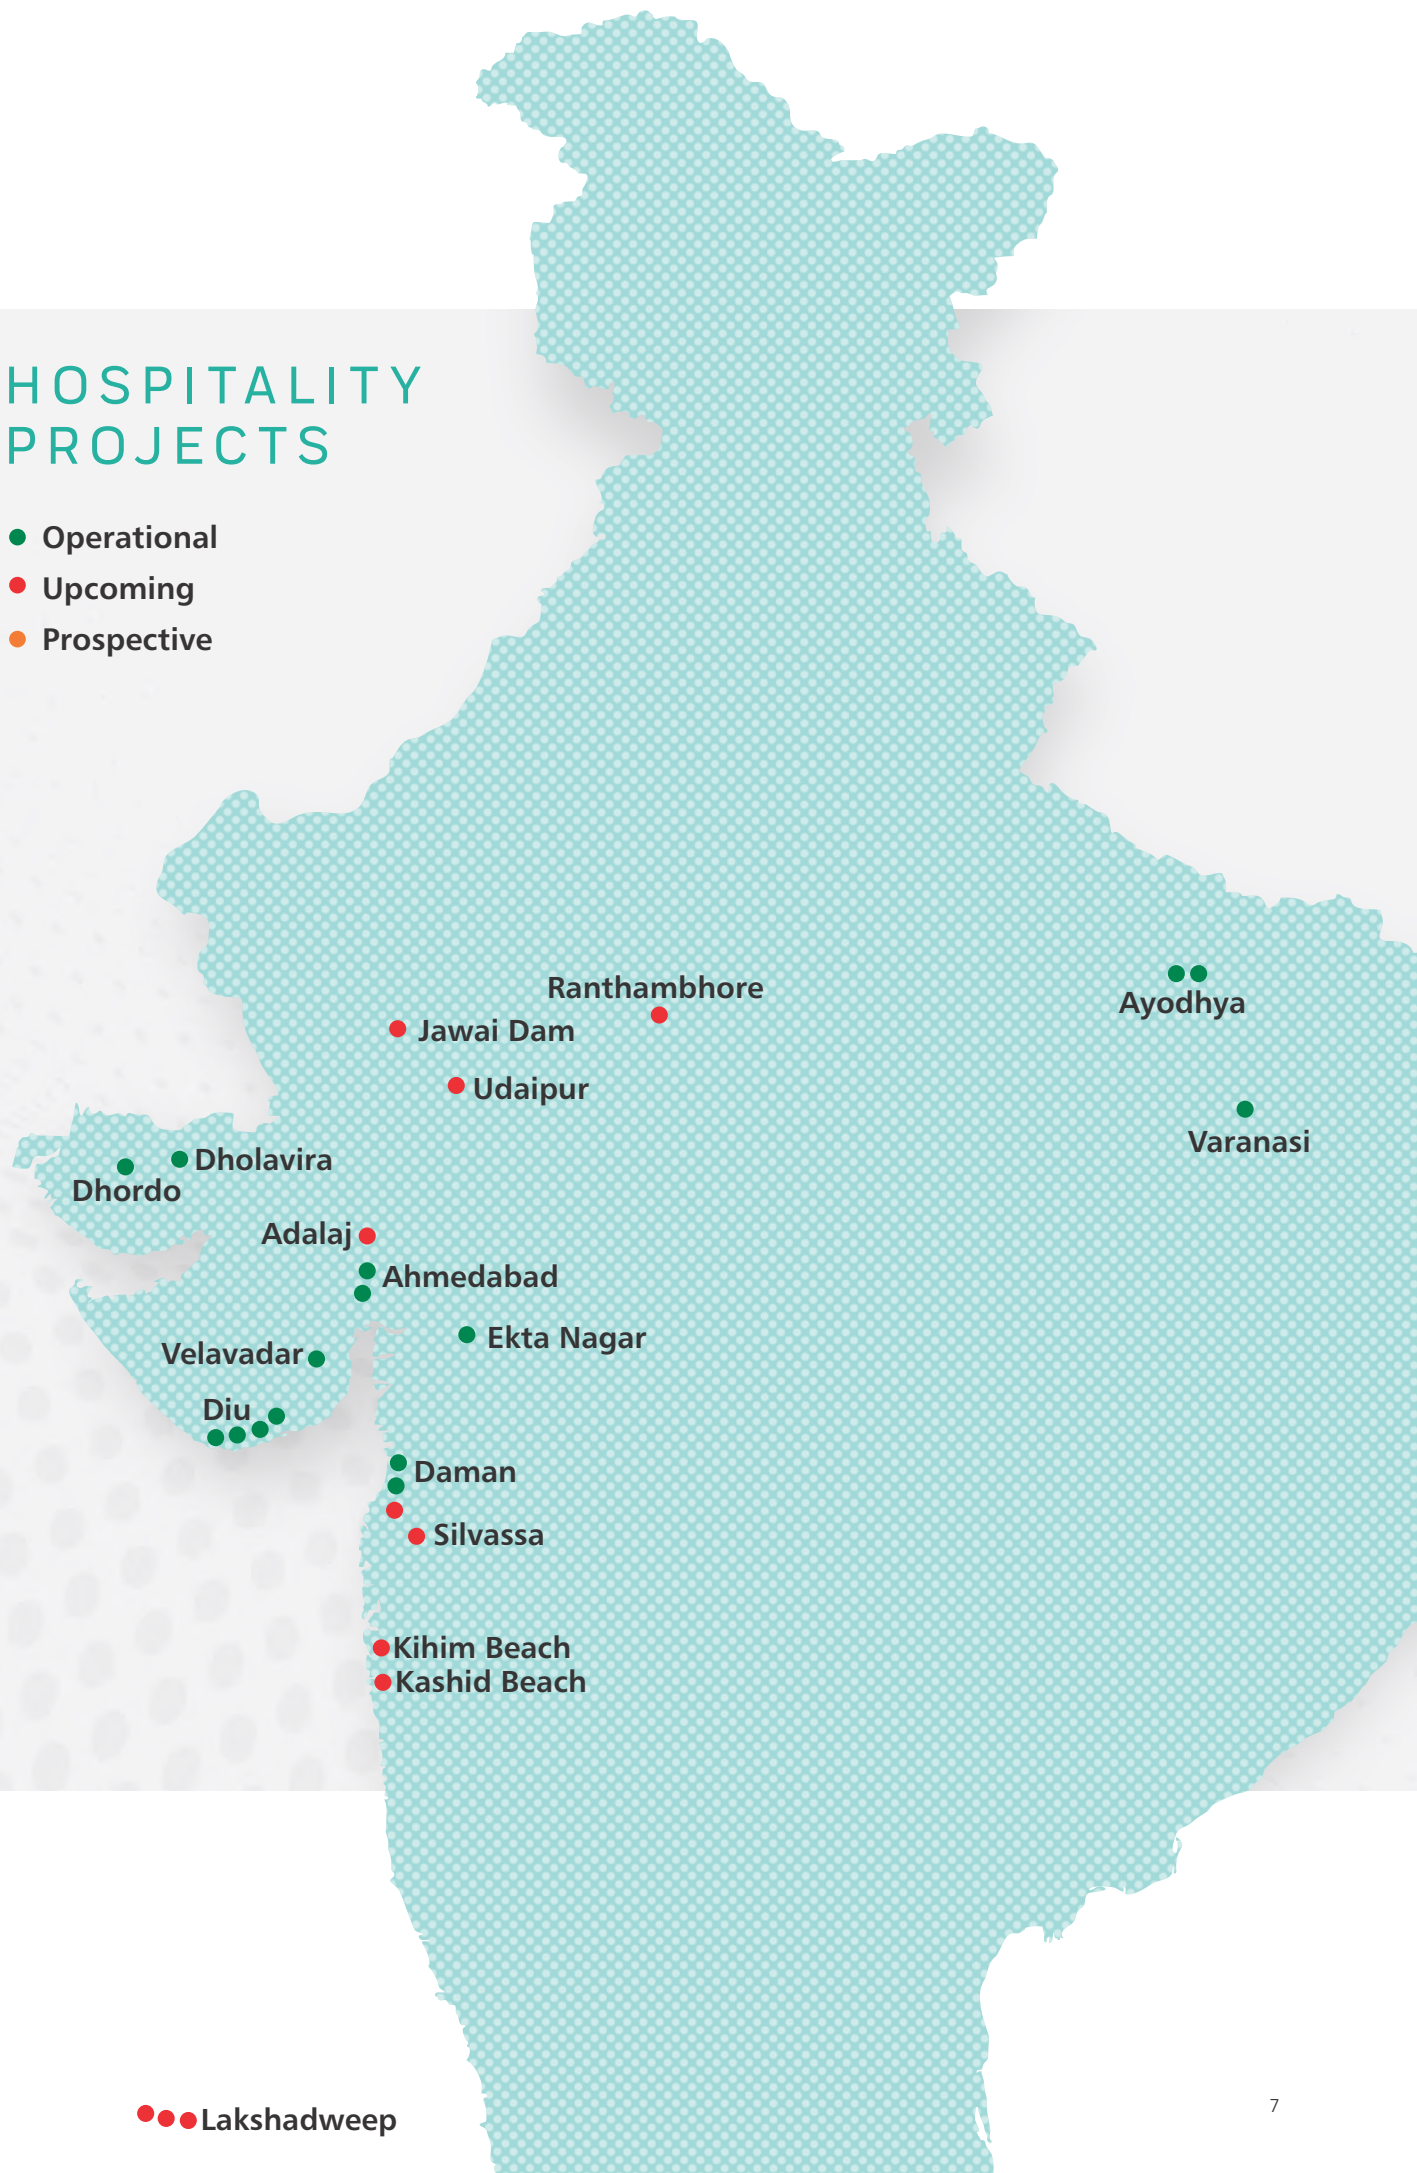 HOSPITALITY
PROJECTS
Operational
Upcoming
Prospective
Ranthambhore
Ayodhya
Jawai Dam
Udaipur
Varanasi
Dholavira
Dhordo
Adalaj
Ahmedabad
Ekta Nagar
Velavadar
Diu
Daman
Silvassa
Kihim Beach
Kashid Beach
7
Lakshadweep